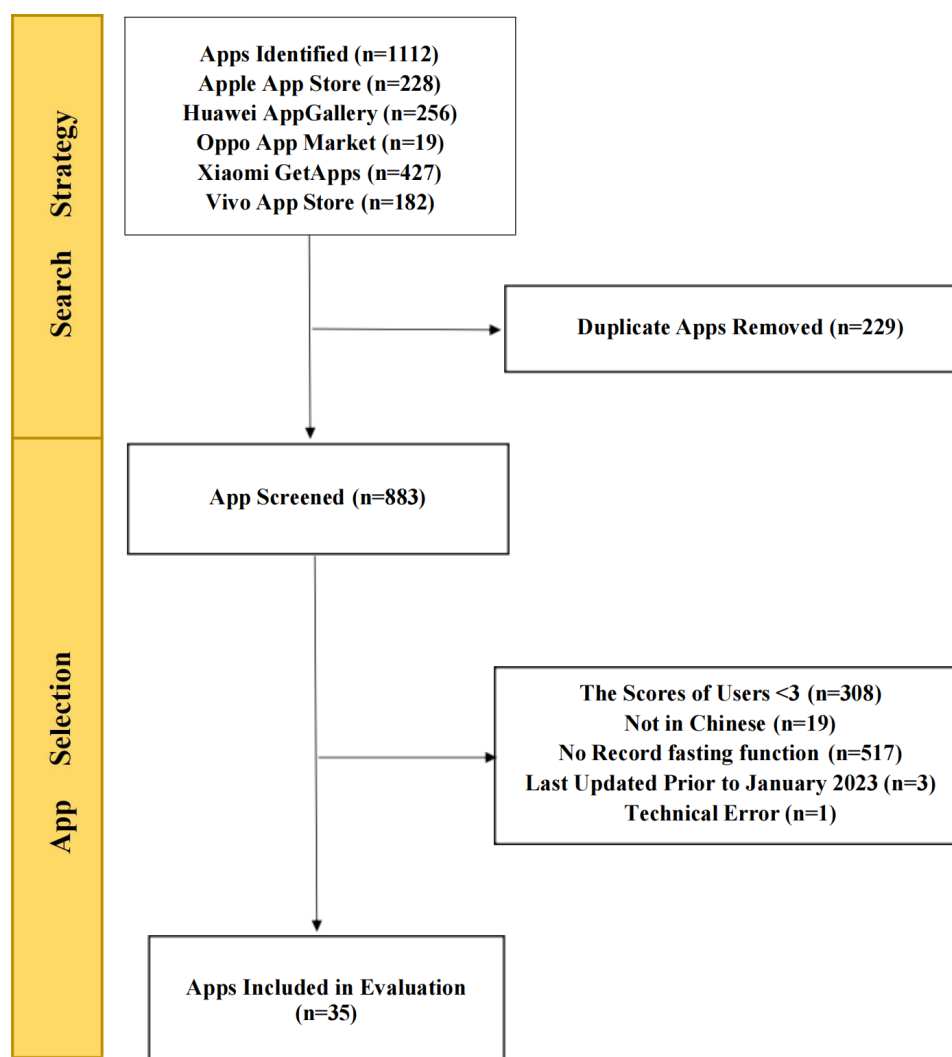 Search Strategy
Apps Identified (n=1112)
Apple App Store (n=228)
Huawei AppGallery (n=256)
Oppo App Market (n=19)
Xiaomi GetApps (n=427)
Vivo App Store (n=182)
Duplicate Apps Removed (n=229)
App Selection
App Screened (n=883)
The Scores of Users <3 (n=308)
Not in Chinese (n=19)
No Record fasting function (n=517)
Last Updated Prior to January 2023 (n=3)
Technical Error (n=1)
Apps Included in Evaluation
(n=35)